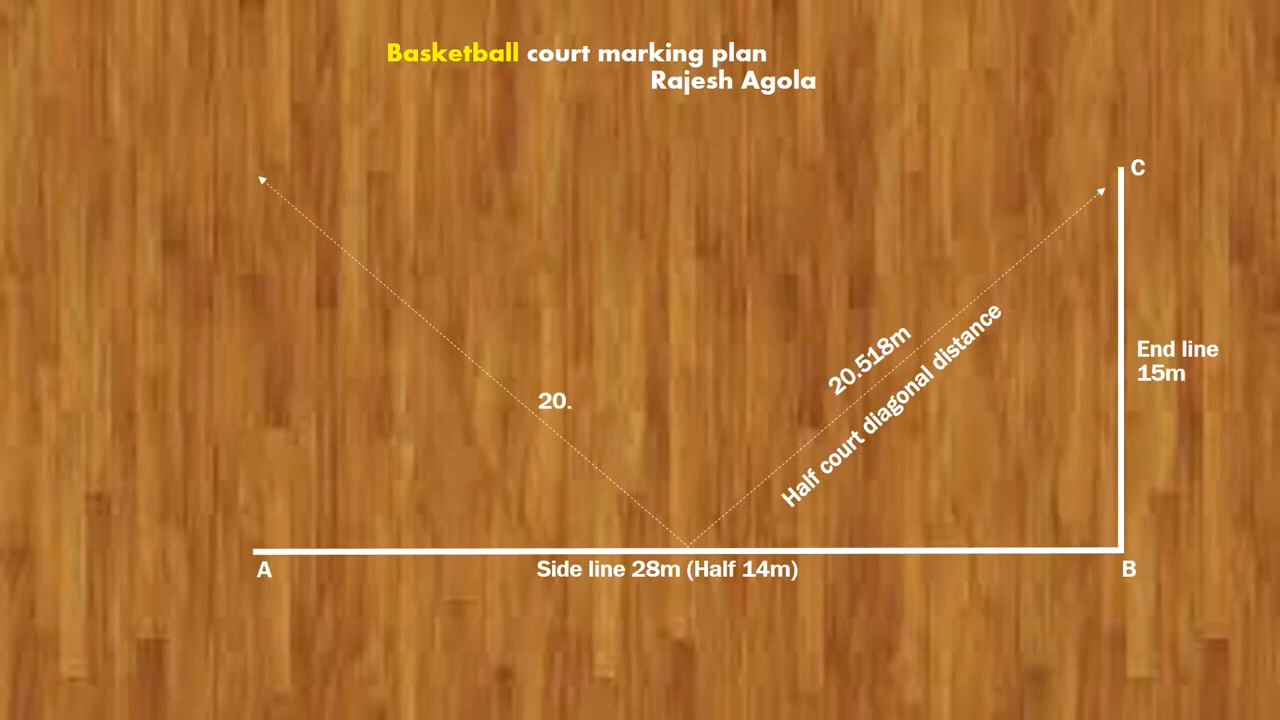 Basketball court marking plan
Rajesh Agola
C
20.518m
Half court diagonal distance
End line
15m
20.
A
Side line 28m (Half 14m)
B